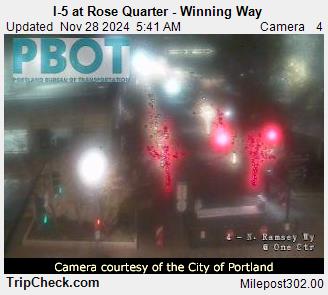 I-5 at Rose Quarter - Winning Way
Updated Nov 28 2024 5:41 AM Camera 4
PBOT
PORTLAND BUREAU OF TRANSPORTATION
4 - N. Ramsey Wy
@ One Ctr
Camera courtesy of the City of Portland
TripCheck.com Milepost302.00